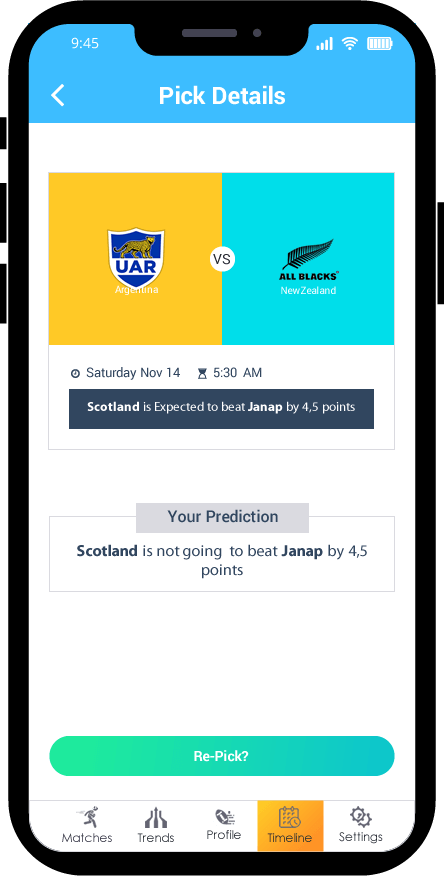 9:45
Pick Details
UAR
Argentina
VS
ALL BLACKS
NewZealand
Saturday Nov 14 5:30 AM
Scotland is Expected to beat Janap by 4,5 points
Your Prediction
Scotland is not going to beat Janap by 4,5
points
Re-Pick?
Matches Trends Profile Timeline Settings